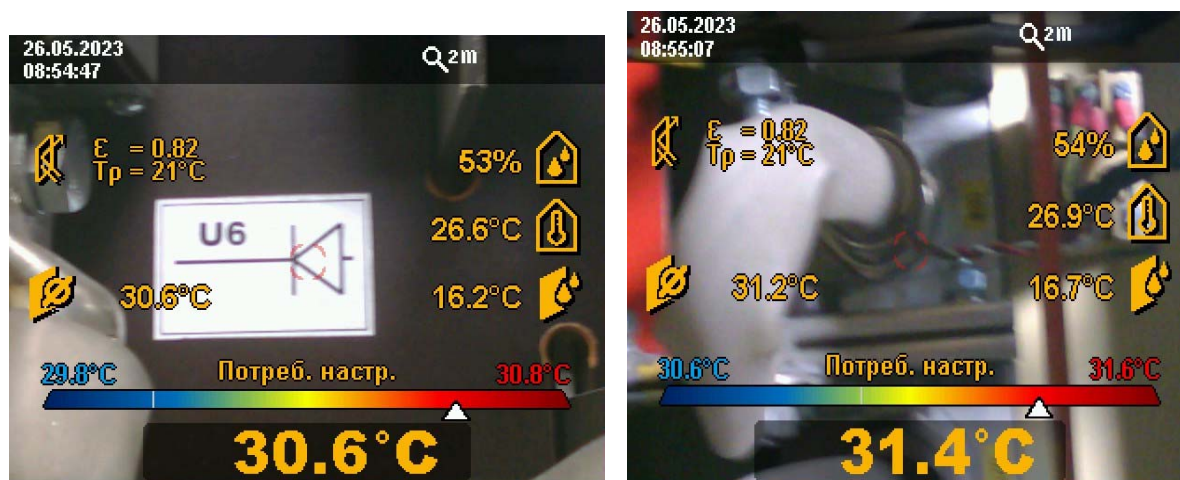 26.05.2023
08:54:47
2m
ε = 0.82
Tp = 21°C
53%
U6
26.6°C
30.6°C
16.2°C
29.8°C
Потреб. настр.
30.8°C
30.6°C
26.05.2023
08:55:07
2m
ε = 0.82
Tp = 21°C
54%
26.9°C
31.2°C
16.7°C
30.6°C
Потреб. настр.
31.6°C
31.4°C